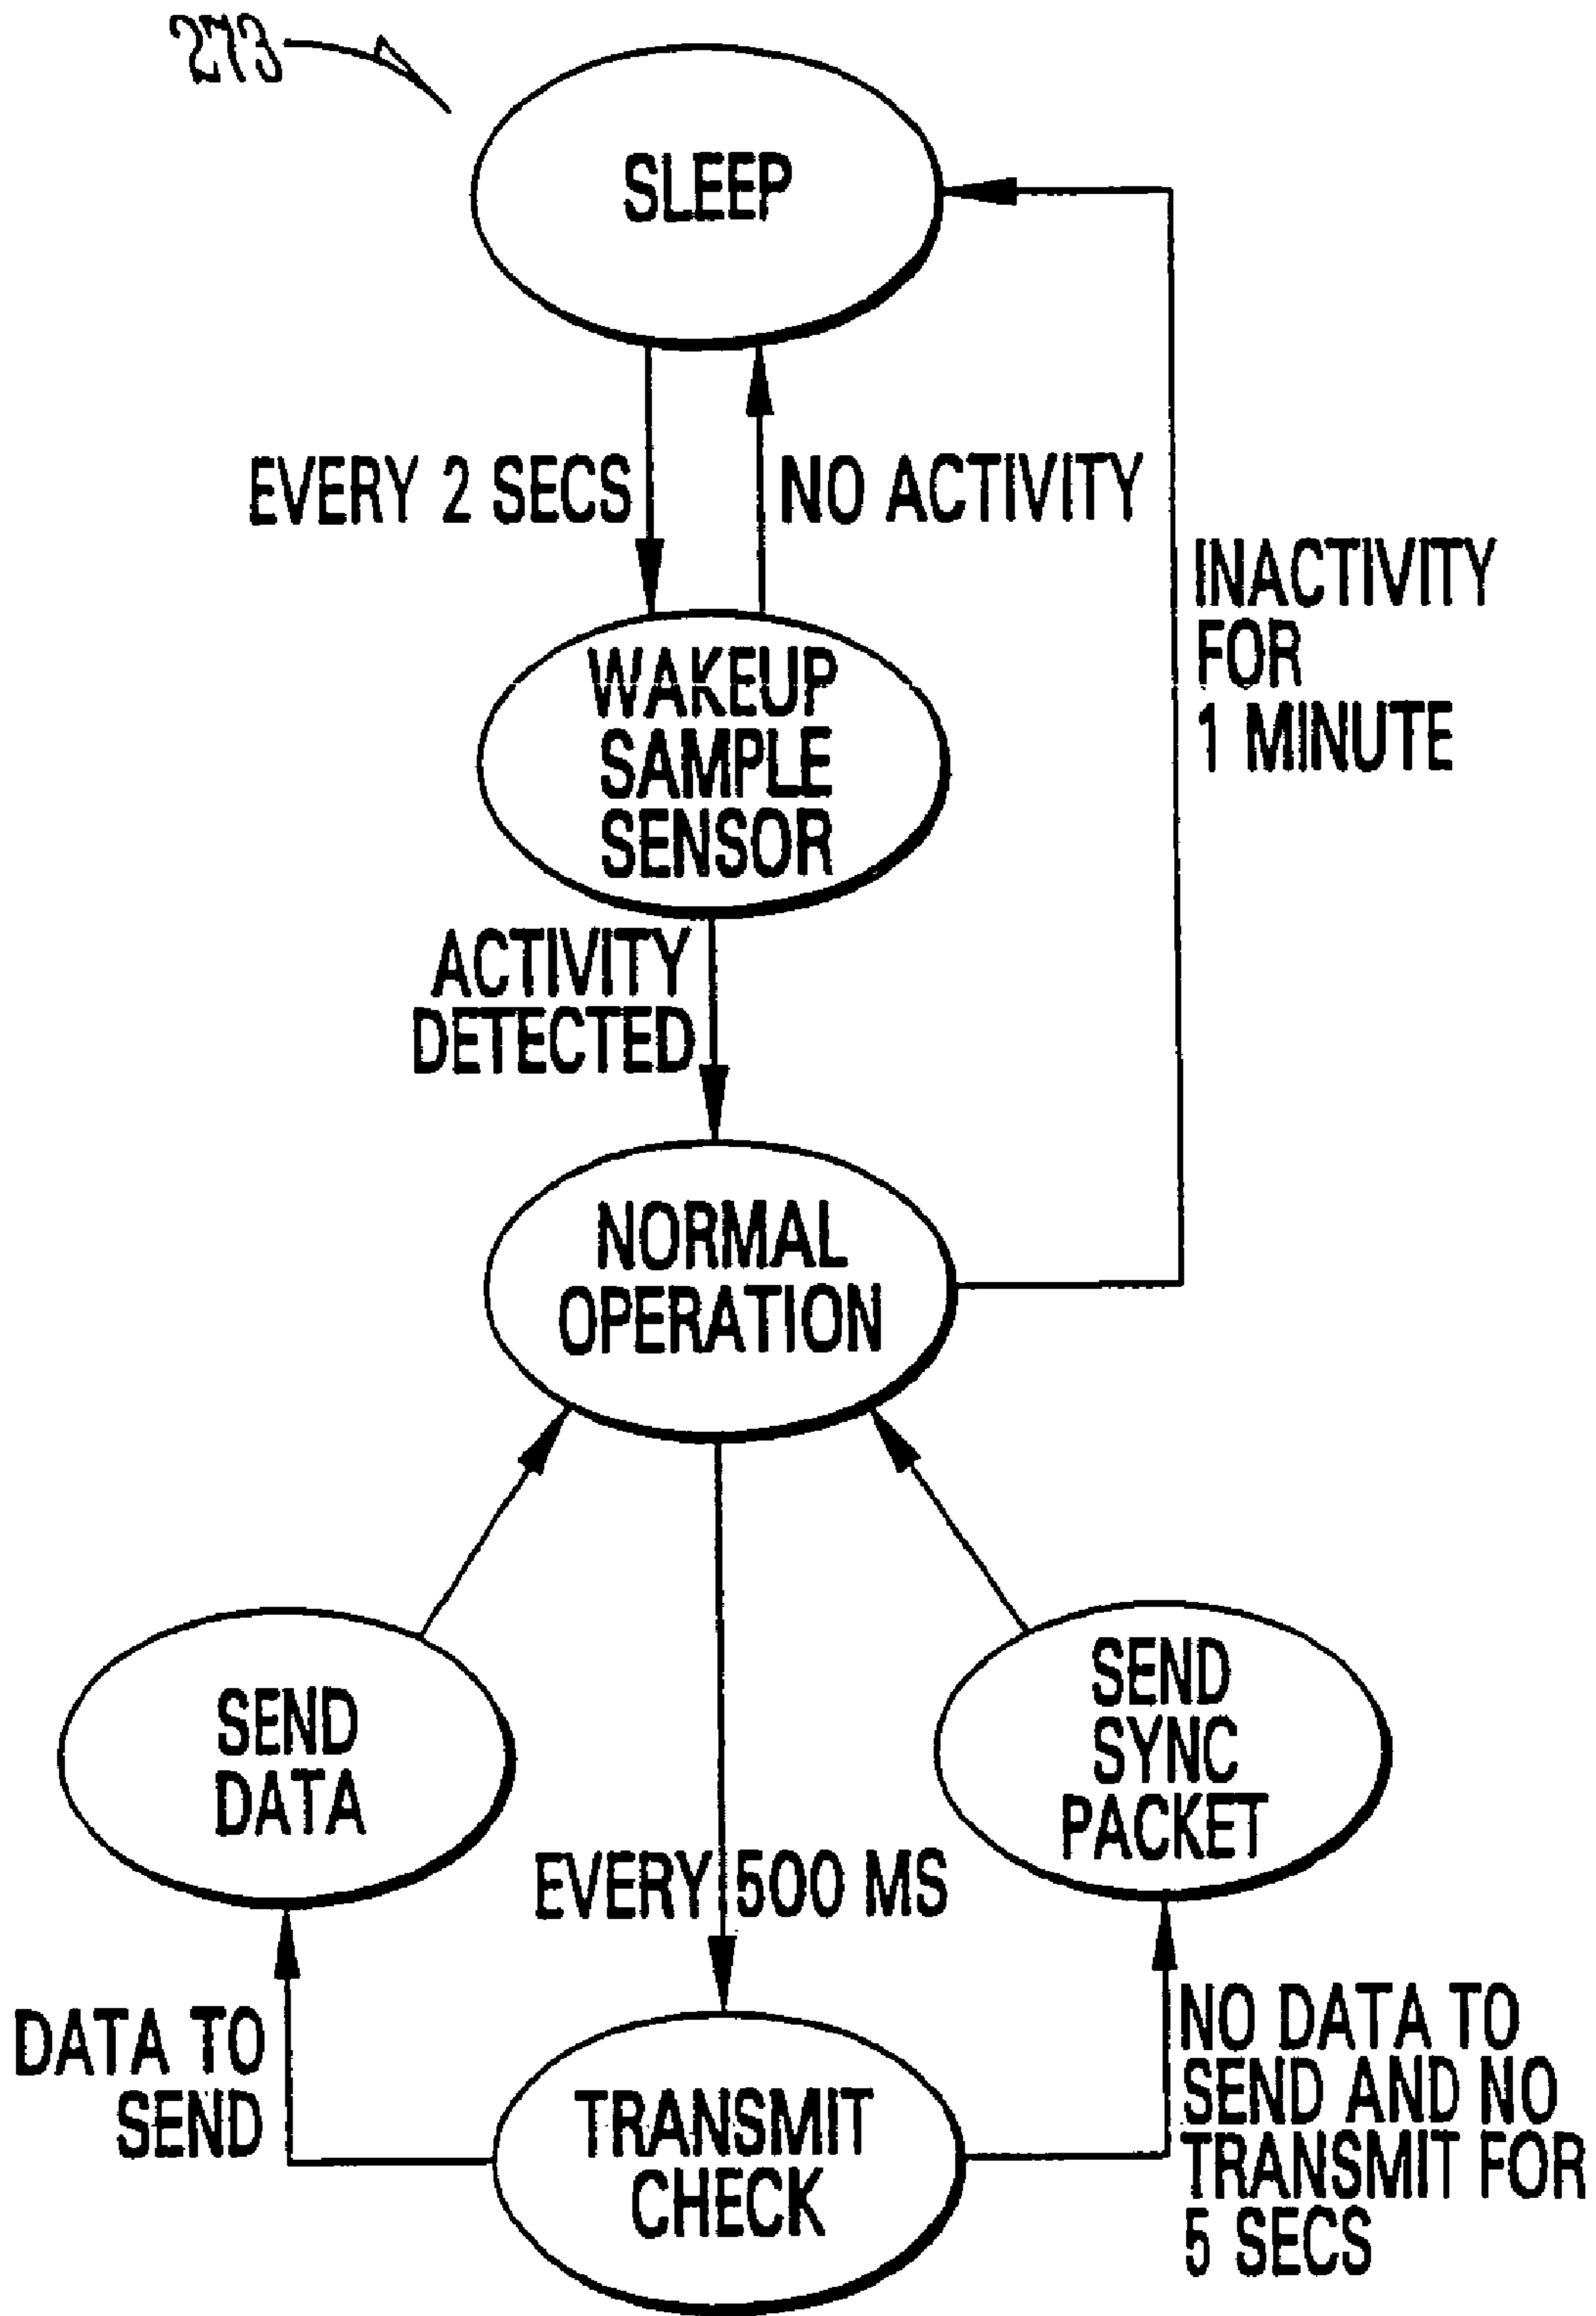 273
SLEEP
EVERY 2 SECS
NO ACTIVITY
INACTIVITY
FOR
1 MINUTE
WAKEUP
SAMPLE
SENSOR
ACTIVITY
DETECTED
NORMAL
OPERATION
SEND
DATA
SEND
SYNC
PACKET
EVERY 500 MS
DATA TO
SEND
NO DATA TO
SEND AND NO
TRANSMIT FOR
5 SECS
TRANSMIT
CHECK